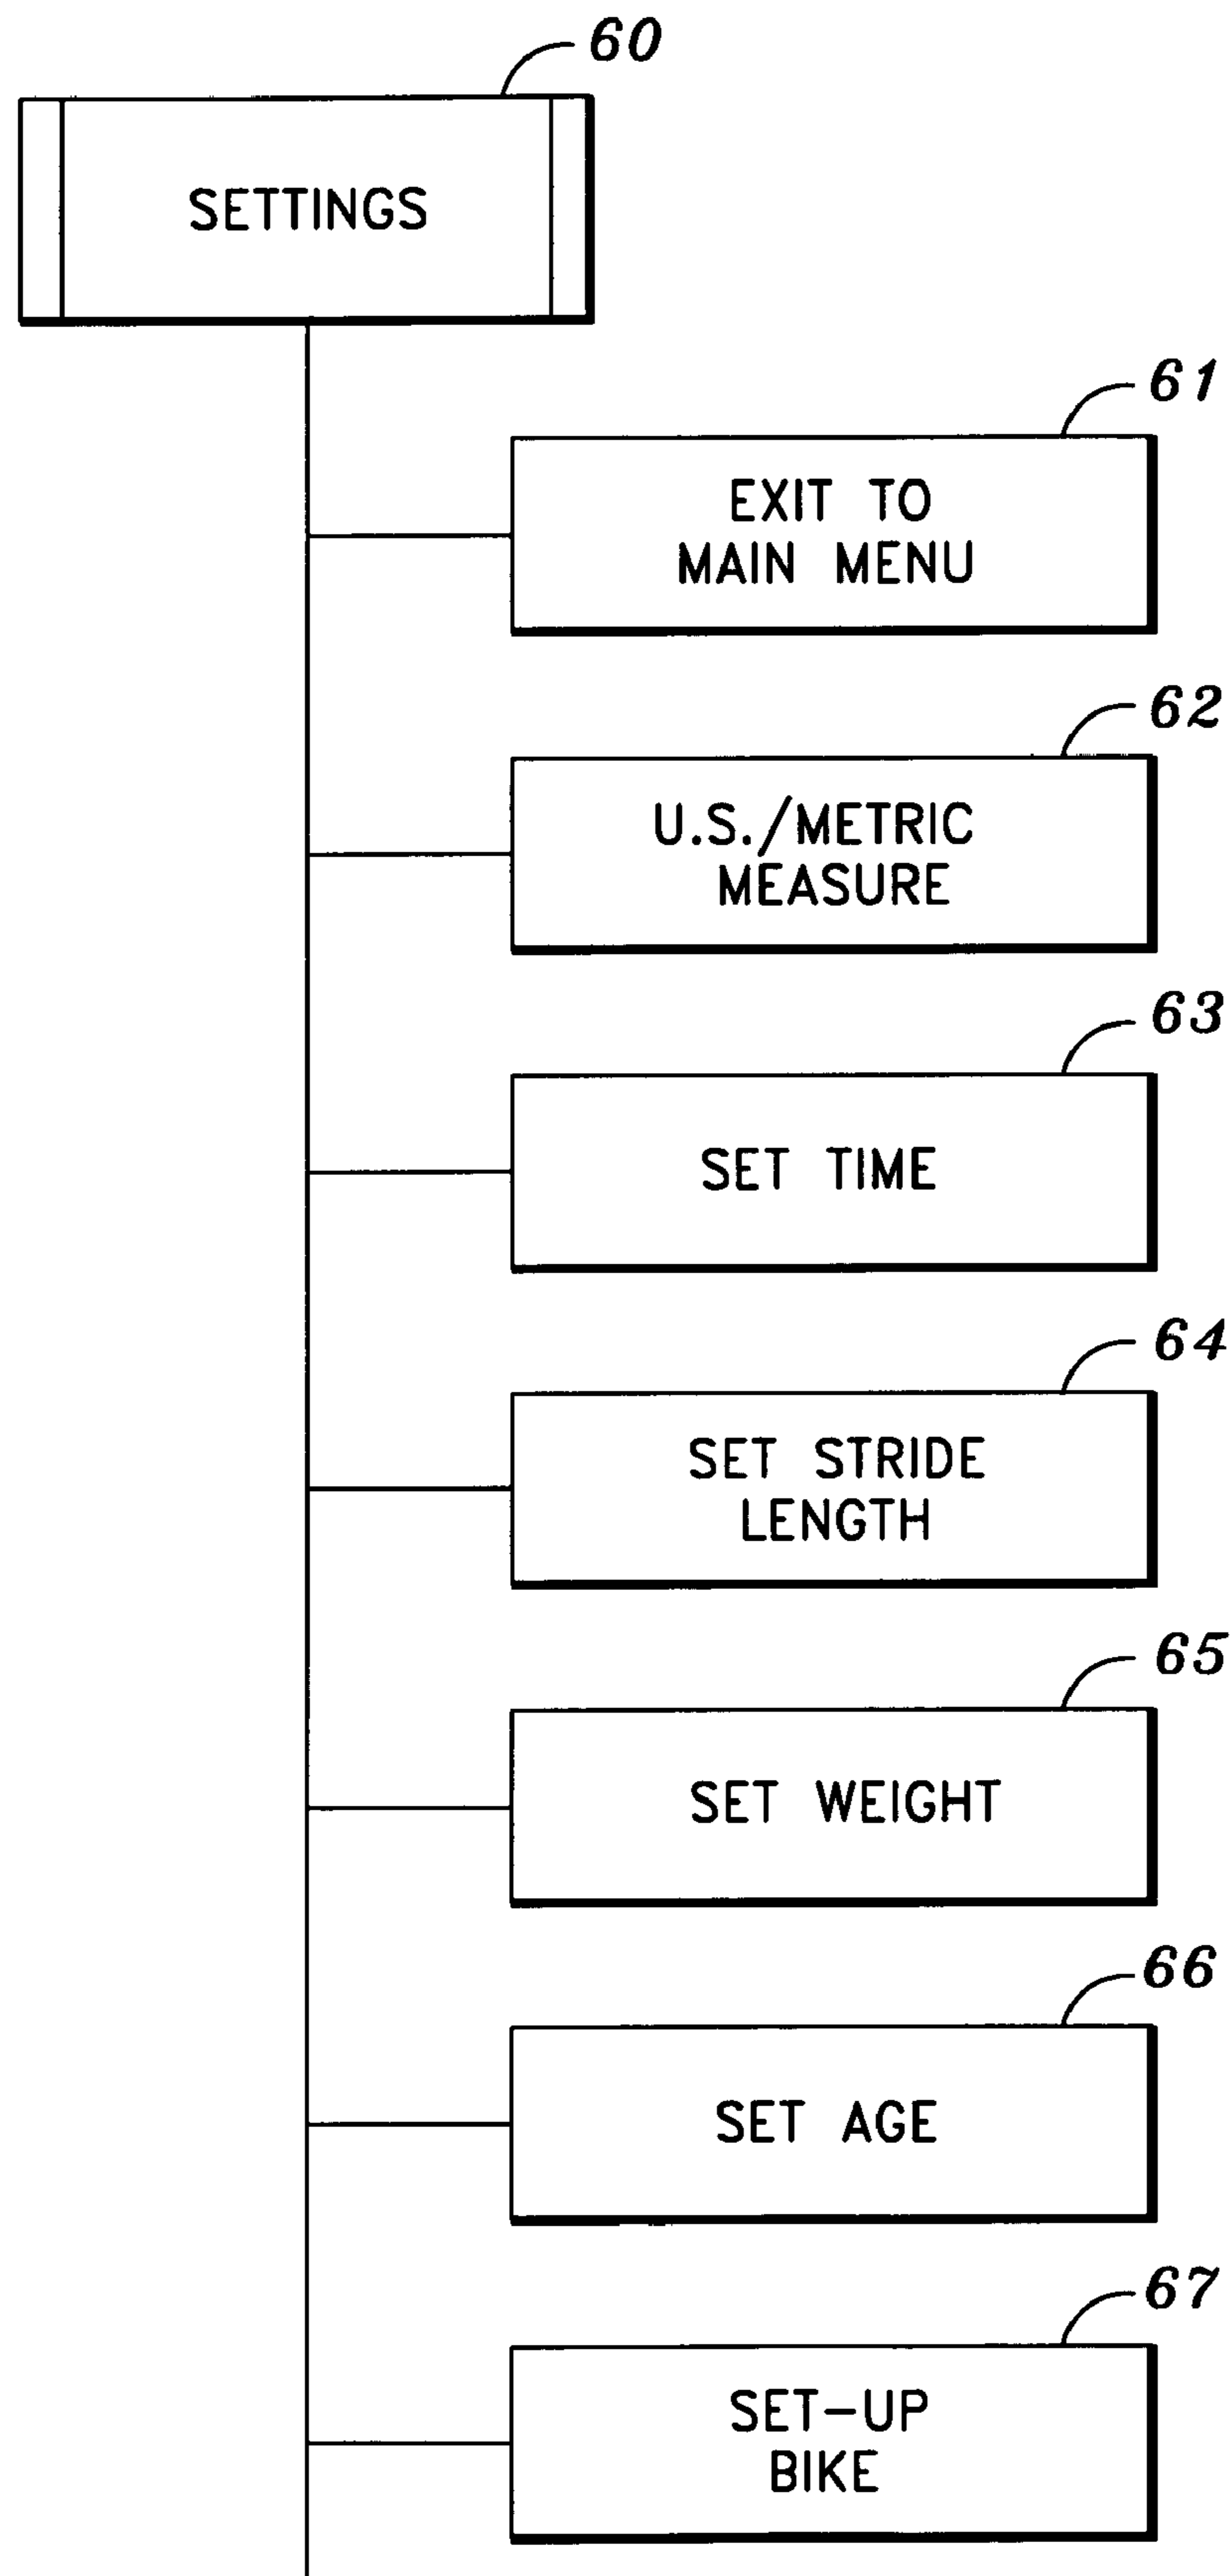 60
SETTINGS
61
EXIT TO
MAIN MENU
62
U.S./METRIC
MEASURE
63
SET TIME
64
SET STRIDE
LENGTH
65
SET WEIGHT
66
SET AGE
67
SET-UP
BIKE